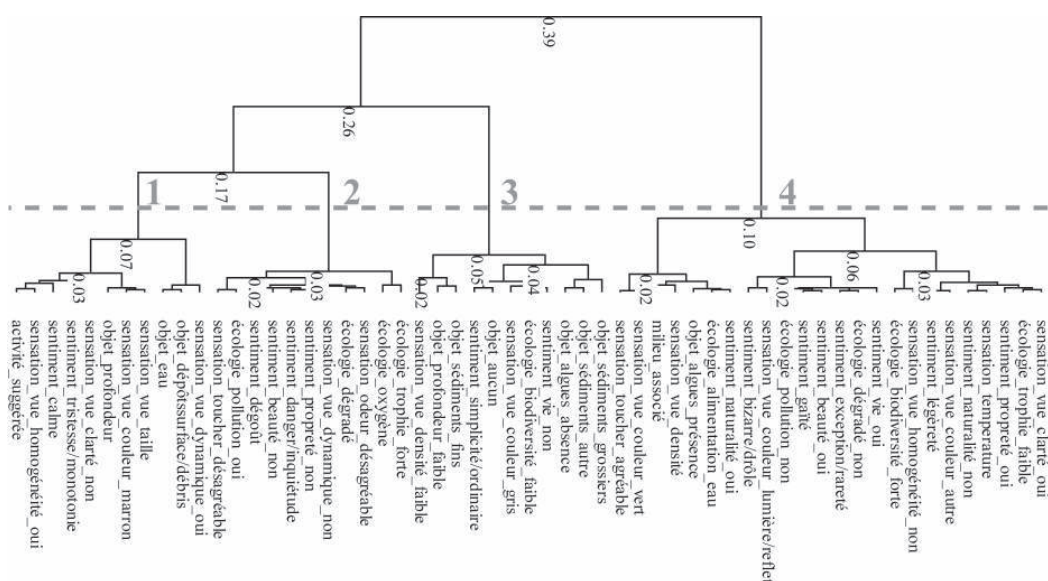 0.39
0.26
0.17
1
2
3
4
0.07
0.03
0.02
0.03
0.02
0.05
0.04
0.02
0.10
0.02
0.06
0.03
activité_suggérée
sensation_vue_homogénéité_oui
sentiment_calme
sentiment_tristesse/monotonie
sensation_vue_clarté_non
objet_profondeur
sensation_vue_couleur_marron
sensation_vue_taille
objet_eau
objet_dépôtssurface/débris
sensation_vue_dynamique_oui
sensation_toucher_désagréable
écologie_pollution_oui
sentiment_dégoût
sentiment_beauté_non
sentiment_danger/inquiétude
sentiment_propreté_non
sensation_vue_dynamique_non
écologie_dégradé
sensation_odeur_désagréable
écologie_oxygène
écologie_trophie_forte
sensation_vue_densité_faible
objet_profondeur_faible
objet_sédiments_fins
sentiment_simplicité/ordinaire
objet_aucun
sensation_vue_couleur_gris
écologie_biodiversité_faible
sentiment_vie_non
objet_algues_absence
objet_sédiments_autre
objet_sédiments_grossiers
sensation_toucher_agréable
sensation_vue_couleur_vert
milieu_associé
sensation_vue_densité
objet_algues_présence
écologie_alimentation_eau
sentiment_naturalité_oui
sentiment_bizarre/drôle
sensation_vue_couleur_lumière/reflet
écologie_pollution_non
sentiment_gaîté
sentiment_beauté_oui
sentiment_exception/rareté
écologie_dégradé_non
sentiment_vie_oui
écologie_biodiversité_forte
sensation_vue_homogénéité_non
sentiment_légèreté
sensation_vue_couleur_autre
sentiment_naturalité_non
sensation_temperature
sentiment_propreté_oui
écologie_trophie_faible
sensation_vue_clarté_oui